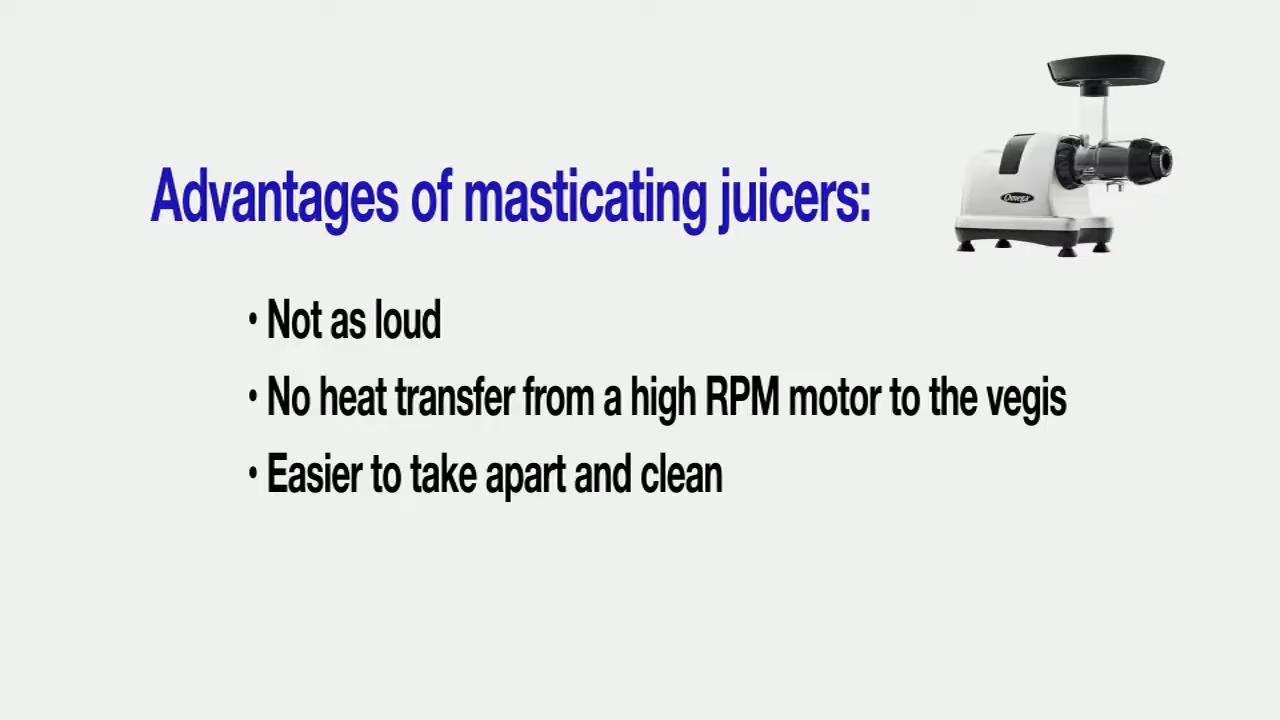 Advantages of masticating juicers:
Omega
• Not as loud
• No heat transfer from a high RPM motor to the vegis
• Easier to take apart and clean